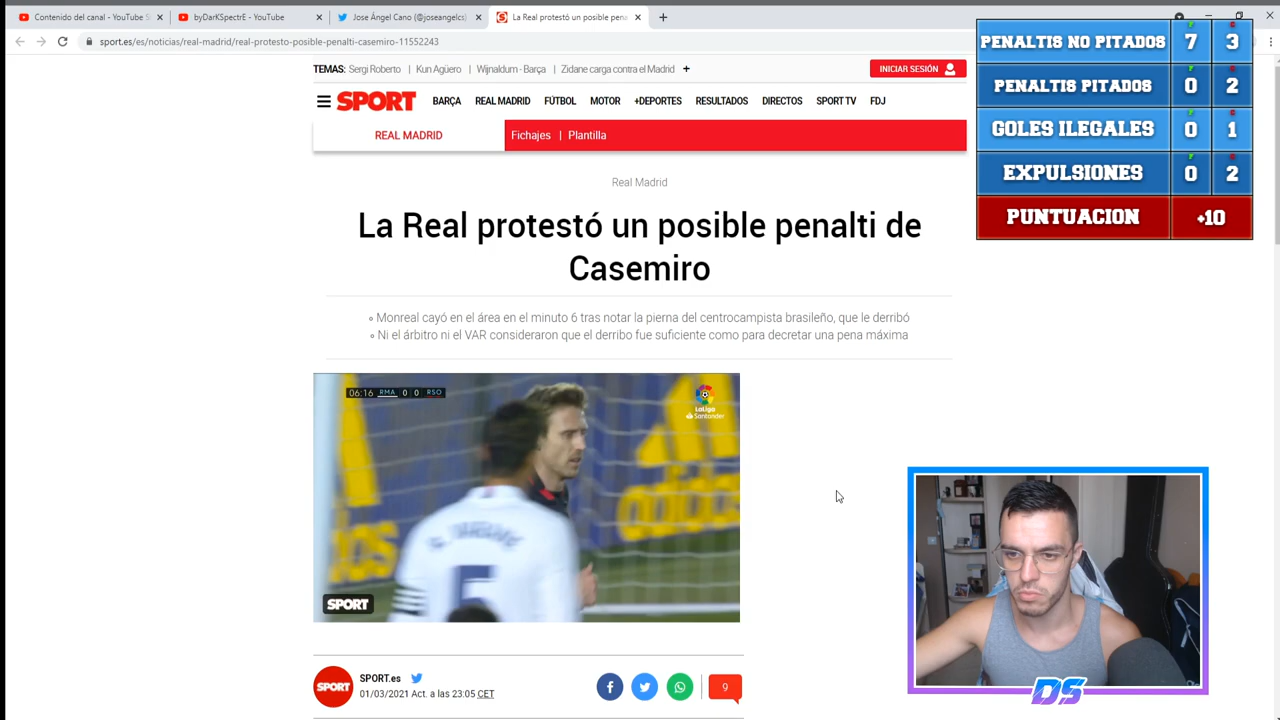 Contenido del canal - YouTube S
byDarKSpectrE - YouTube
Jose Ángel Cano (@joseangelcs)
La Real protestó un posible pena
sport.es/es/noticias/real-madrid/real-protesto-posible-penalti-casemiro-11552243
TEMAS: Sergi Roberto | Kun Agüero | Wijnaldum - Barça | Zidane carga contra el Madrid +
INICIAR SESIÓN
SPORT BARÇA REAL MADRID FÚTBOL MOTOR +DEPORTES RESULTADOS DIRECTOS SPORT TV FDJ
REAL MADRID Fichajes | Plantilla
Real Madrid
La Real protestó un posible penalti de
Casemiro
Monreal cayó en el área en el minuto 6 tras notar la pierna del centrocampista brasileño, que le derribó
Ni el árbitro ni el VAR consideraron que el derribo fue suficiente como para decretar una pena máxima
06:16 RMA 0 0 RSO
LaLiga
Santander
5
SPORT
SPORT
SPORT.es
01/03/2021 Act. a las 23:05 CET
9
PENALTIS NO PITADOS 7 3
PENALTIS PITADOS 0 2
GOLES ILEGALES 0 1
EXPULSIONES 0 2
PUNTUACION +10
DS